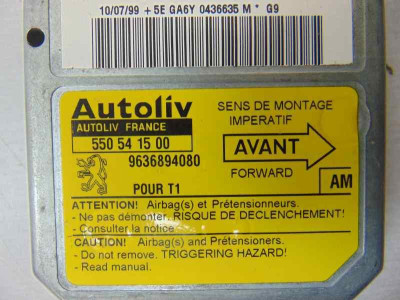 10/07/99 + 5E GA6Y 0436635 M * G9
Autoliv
AUTOLIV FRANCE
550 54 15 00
9636894080
POUR T1
SENS DE MONTAGE
IMPERATIF
AVANT
FORWARD
AM
ATTENTION! Airbag(s) et Prétensionneurs.
- Ne pas démonter. RISQUE DE DECLENCHEMENT!
- Consulter la notice
CAUTION! Airbag(s) and Pretensioners.
- Do not remove. TRIGGERING HAZARD!
- Read manual.